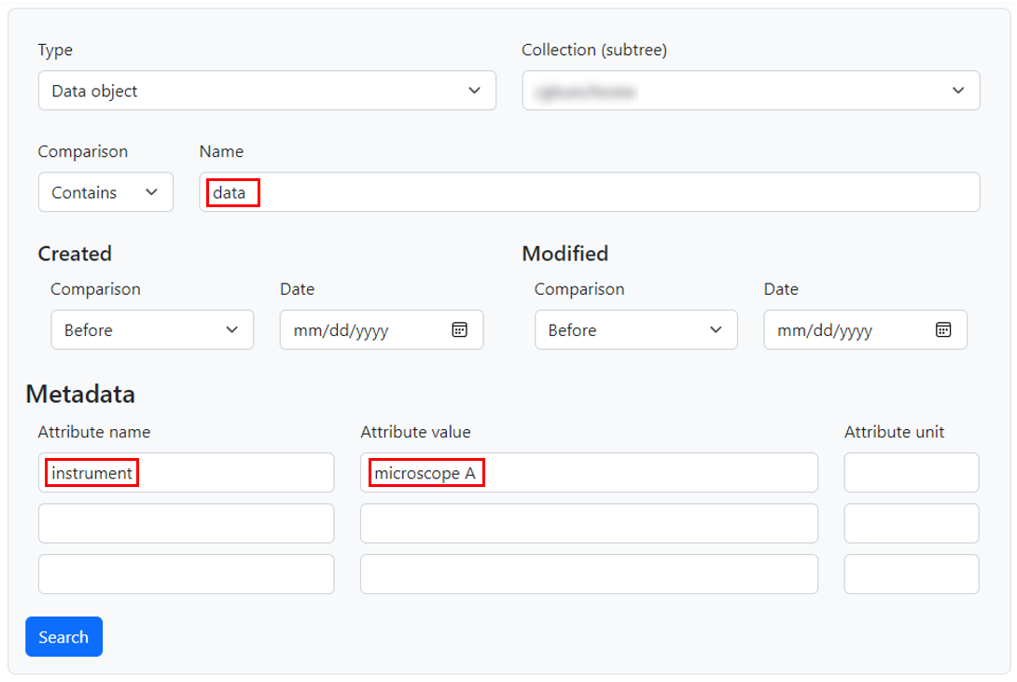 Type Collection (subtree)
Data object
Comparison Name
Contains data
Created Modified
Comparison Date Comparison Date
Before mm/dd/yyyy Before mm/dd/yyyy
Metadata
Attribute name Attribute value Attribute unit
instrument microscope A
Search